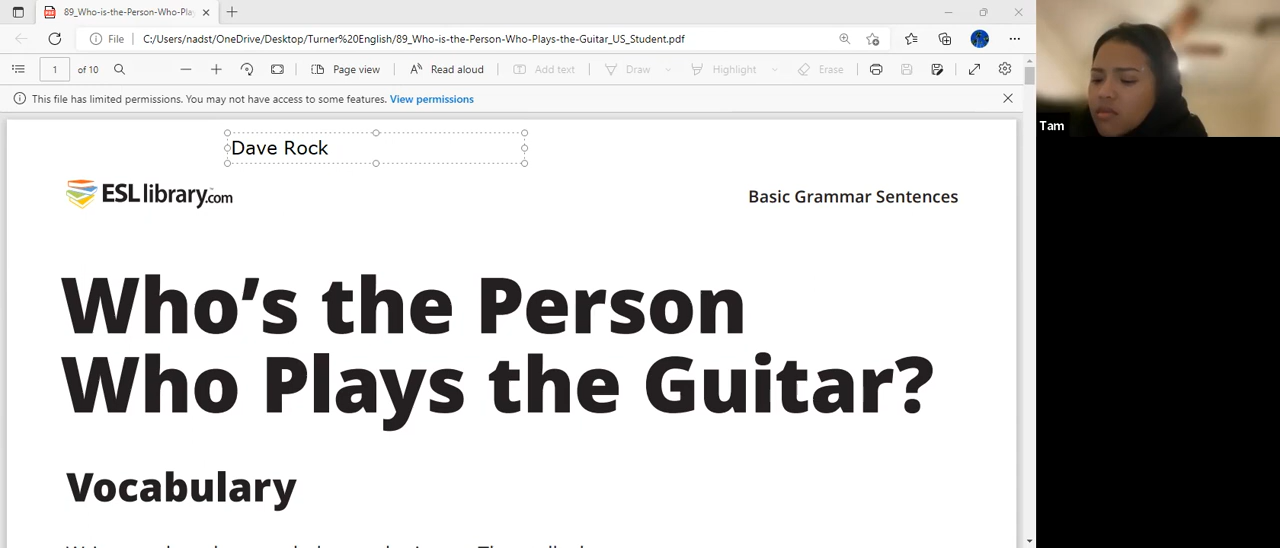 89_Who-is-the-Person-Who-Pla
File C:/Users/nadst/OneDrive/Desktop/Turner%20English/89_Who-is-the-Person-Who-Plays-the-Guitar_US_Student.pdf
1 of 10 Page view Read aloud Add text Draw Highlight Erase
This file has limited permissions. You may not have access to some features. View permissions
Tam
Dave Rock
ESLlibrary.com
Basic Grammar Sentences
Who's the Person
Who Plays the Guitar?
Vocabulary